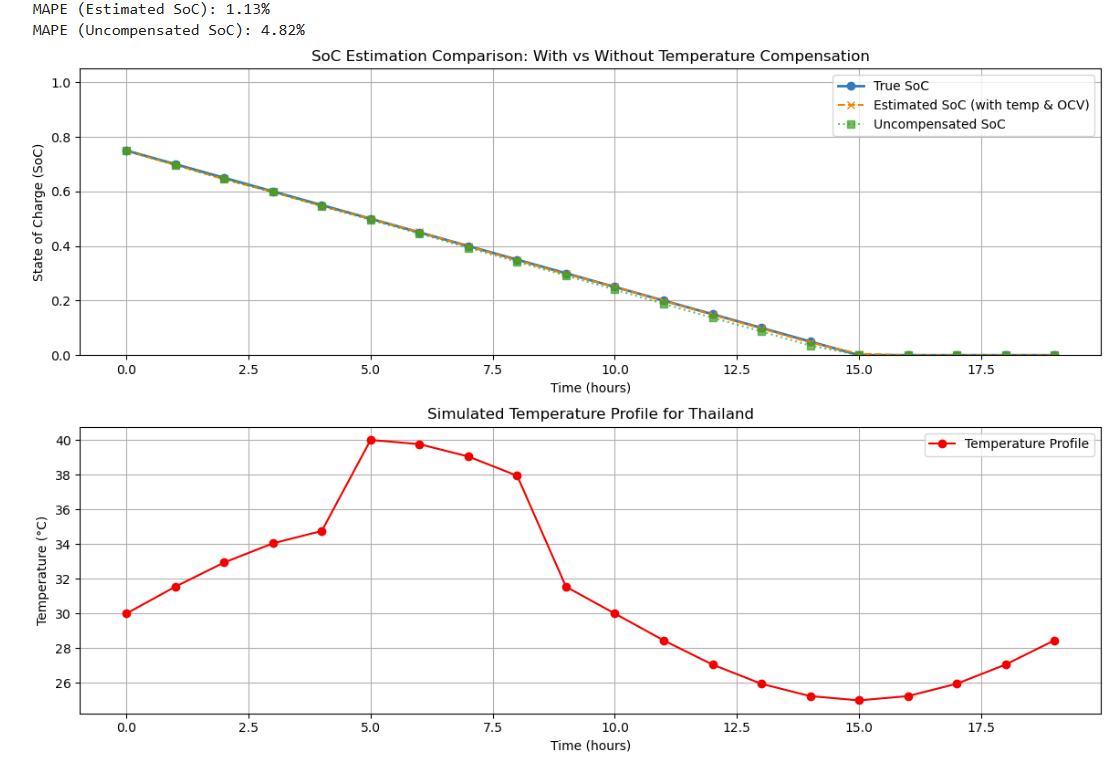 MAPE (Estimated SoC): 1.13%
MAPE (Uncompensated SoC): 4.82%
SoC Estimation Comparison: With vs Without Temperature Compensation
1.0
0.8
0.6
0.4
0.2
0.0
State of Charge (SoC)
True SoC
Estimated SoC (with temp & OCV)
Uncompensated SoC
0.0 2.5 5.0 7.5 10.0 12.5 15.0 17.5
Time (hours)
Simulated Temperature Profile for Thailand
40
38
36
34
32
30
28
26
Temperature (°C)
Temperature Profile
0.0 2.5 5.0 7.5 10.0 12.5 15.0 17.5
Time (hours)